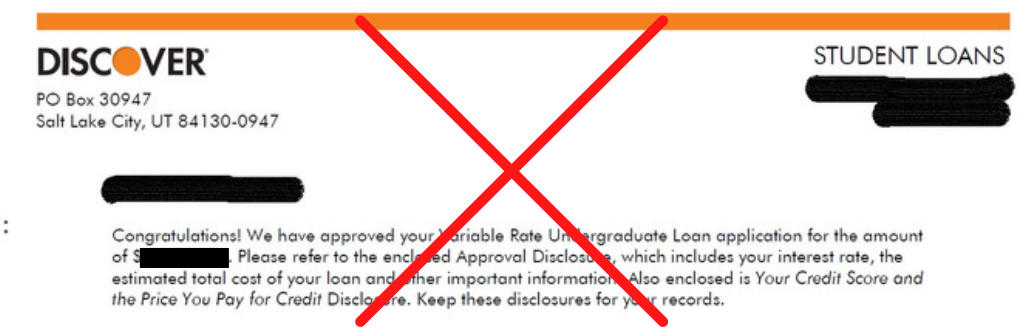 DISCOVER
PO Box 30947
Salt Lake City, UT 84130-0947
STUDENT LOANS
:
Congratulations! We have approved your Variable Rate Undergraduate Loan application for the amount
of $ . Please refer to the enclosed Approval Disclosure, which includes your interest rate, the
estimated total cost of your loan and other important information. Also enclosed is Your Credit Score and
the Price You Pay for Credit Disclosure. Keep these disclosures for your records.